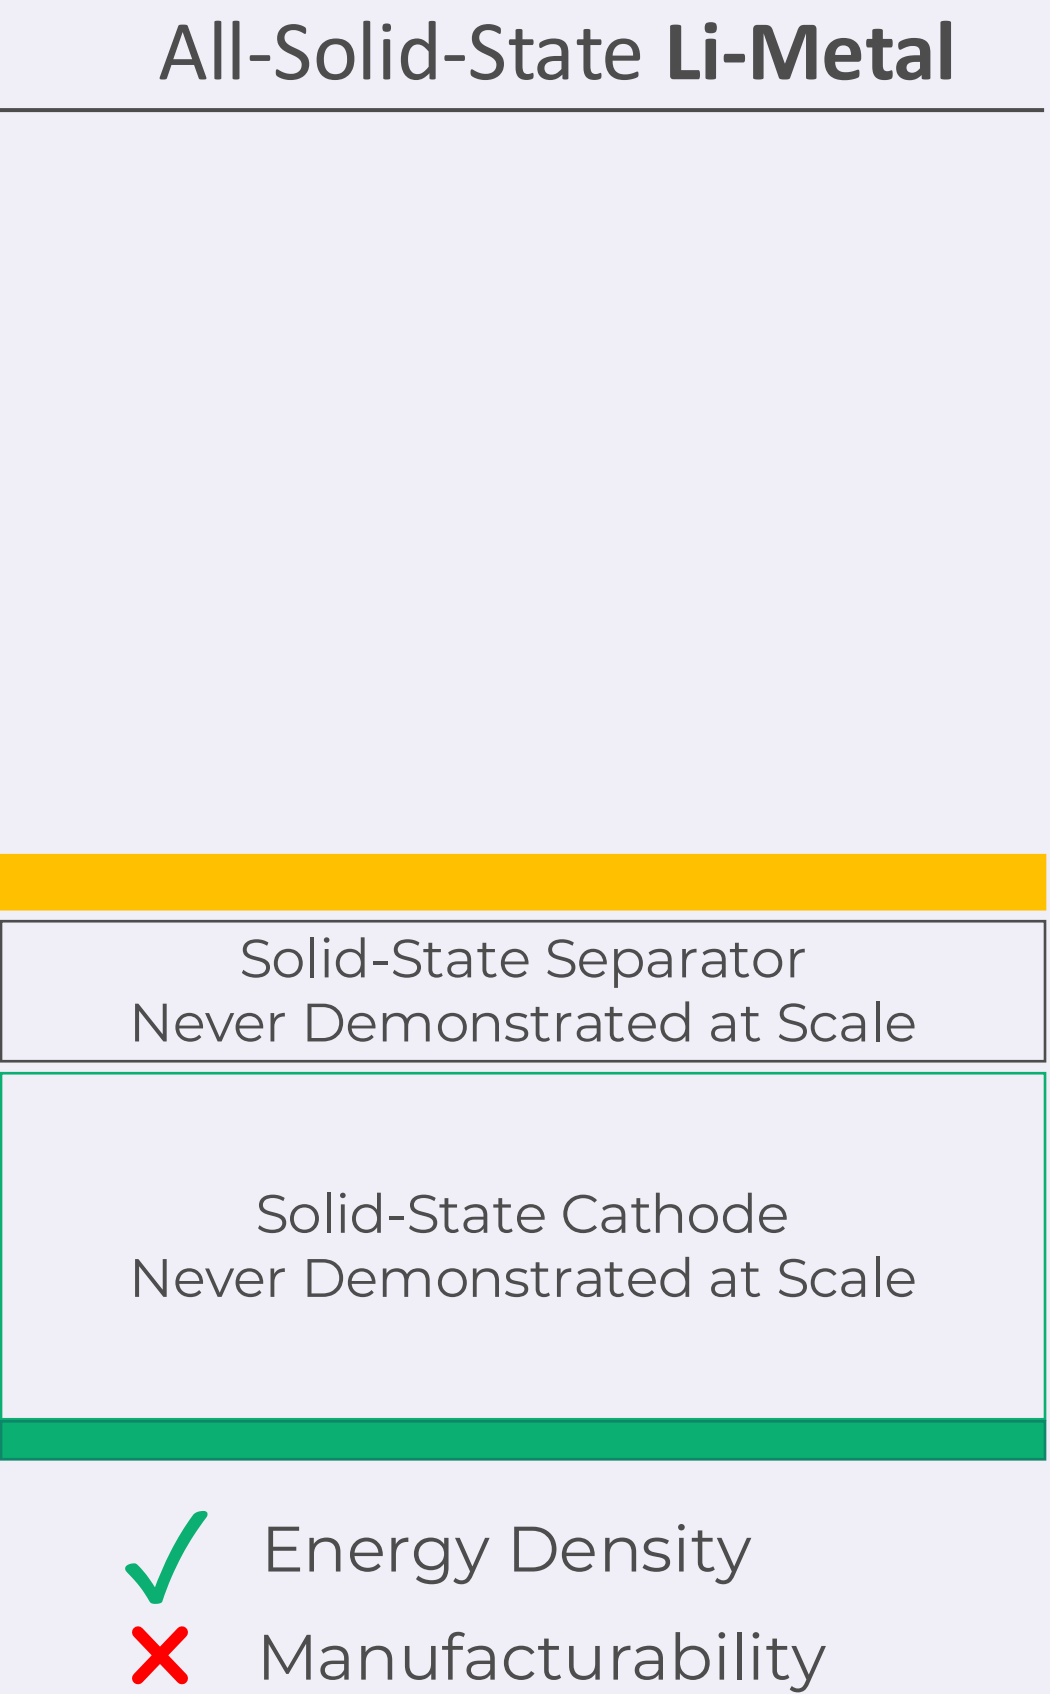 All-Solid-State Li-Metal
Solid-State Separator
Never Demonstrated at Scale
Solid-State Cathode
Never Demonstrated at Scale
Energy Density
Manufacturability